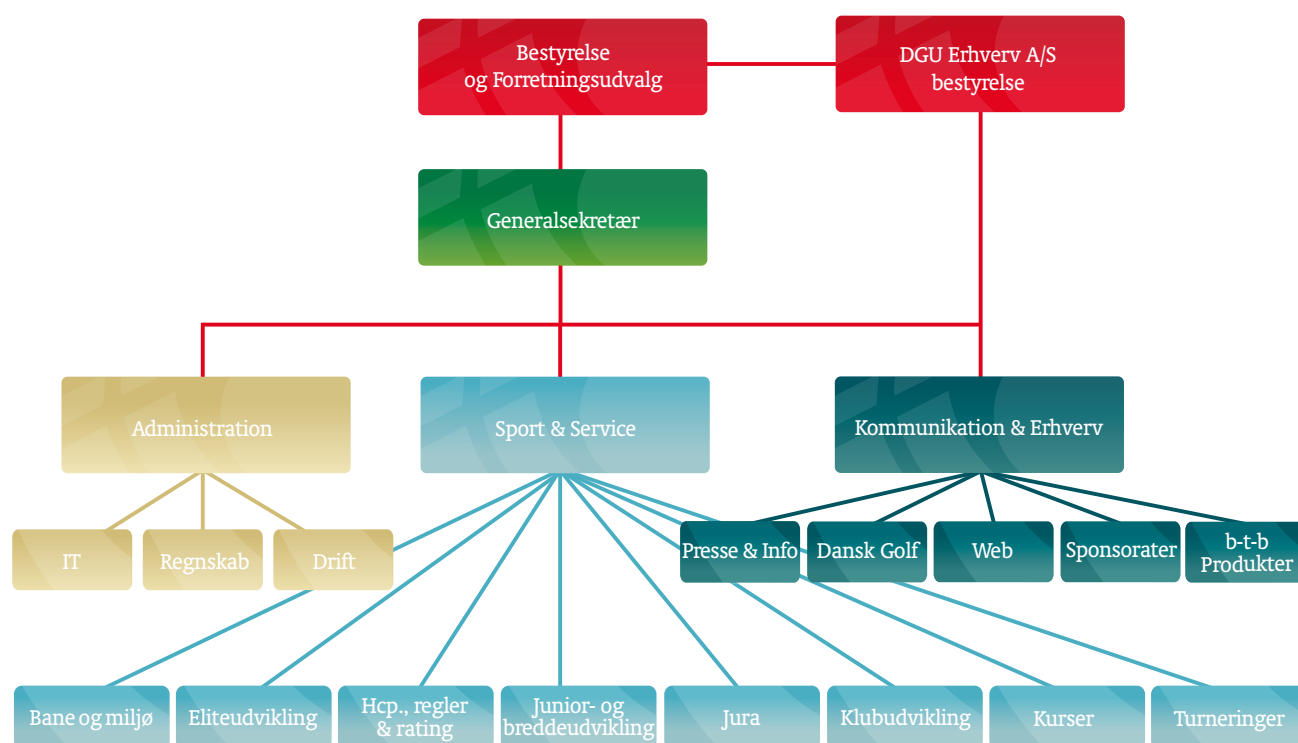 Bestyrelse
og Forretningsudvalg
DGU Erhverv A/S
bestyrelse
Generalsekretær
Administration
Sport & Service
Kommunikation & Erhverv
IT
Regnskab
Drift
Presse & Info
Dansk Golf
Web
Sponsorater
b-t-b
Produkter
Bane og miljø
Eliteudvikling
Hcp., regler
& rating
Junior- og
breddeudvikling
Jura
Klubudvikling
Kurser
Turneringer